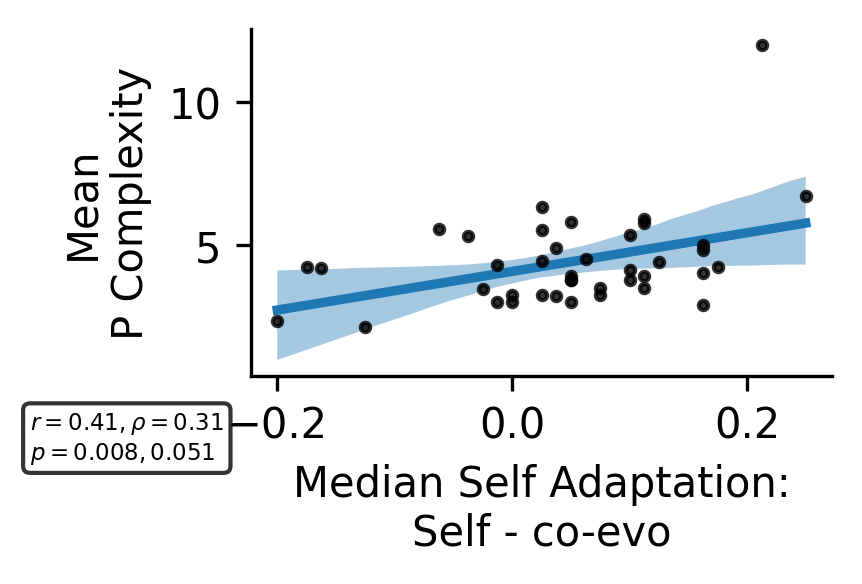 Mean
P Complexity
10
5
−0.2
0.0
0.2
r = 0.41, ρ = 0.31
p = 0.008, 0.051
Median Self Adaptation:
Self - co-evo